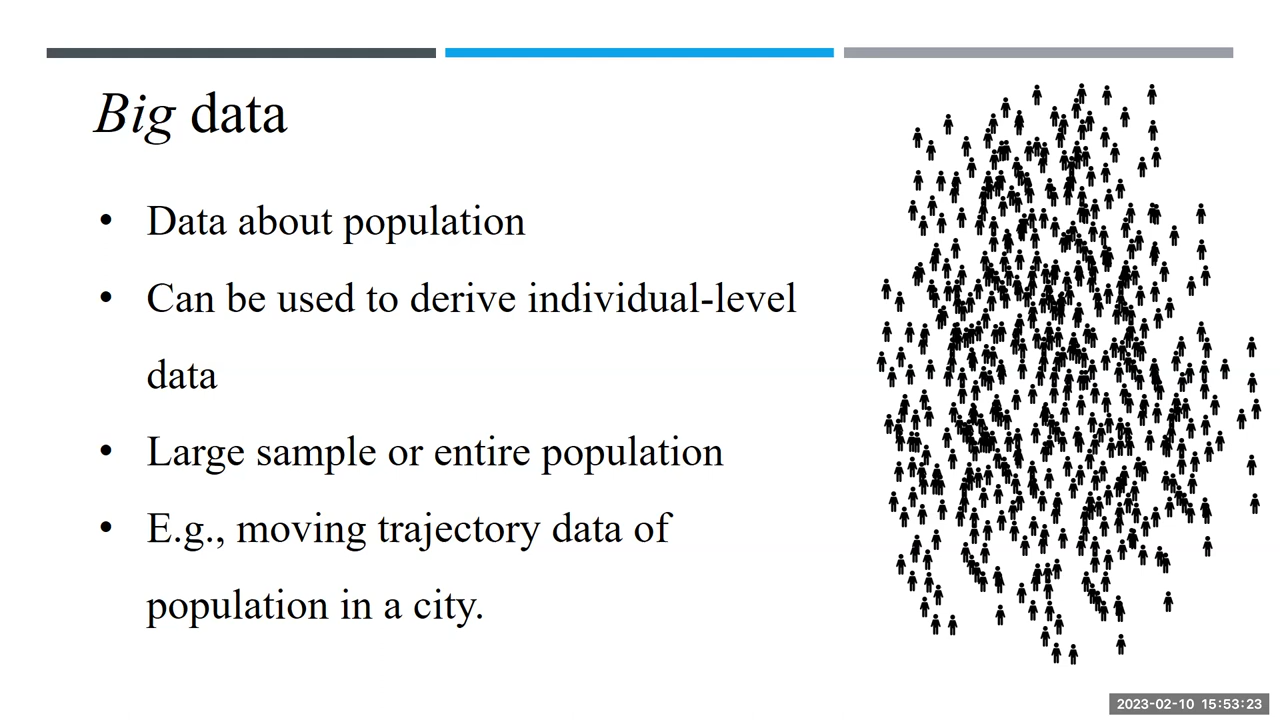 Big data
• Data about population
• Can be used to derive individual-level
data
• Large sample or entire population
• E.g., moving trajectory data of
population in a city.
2023-02-10 15:53:23